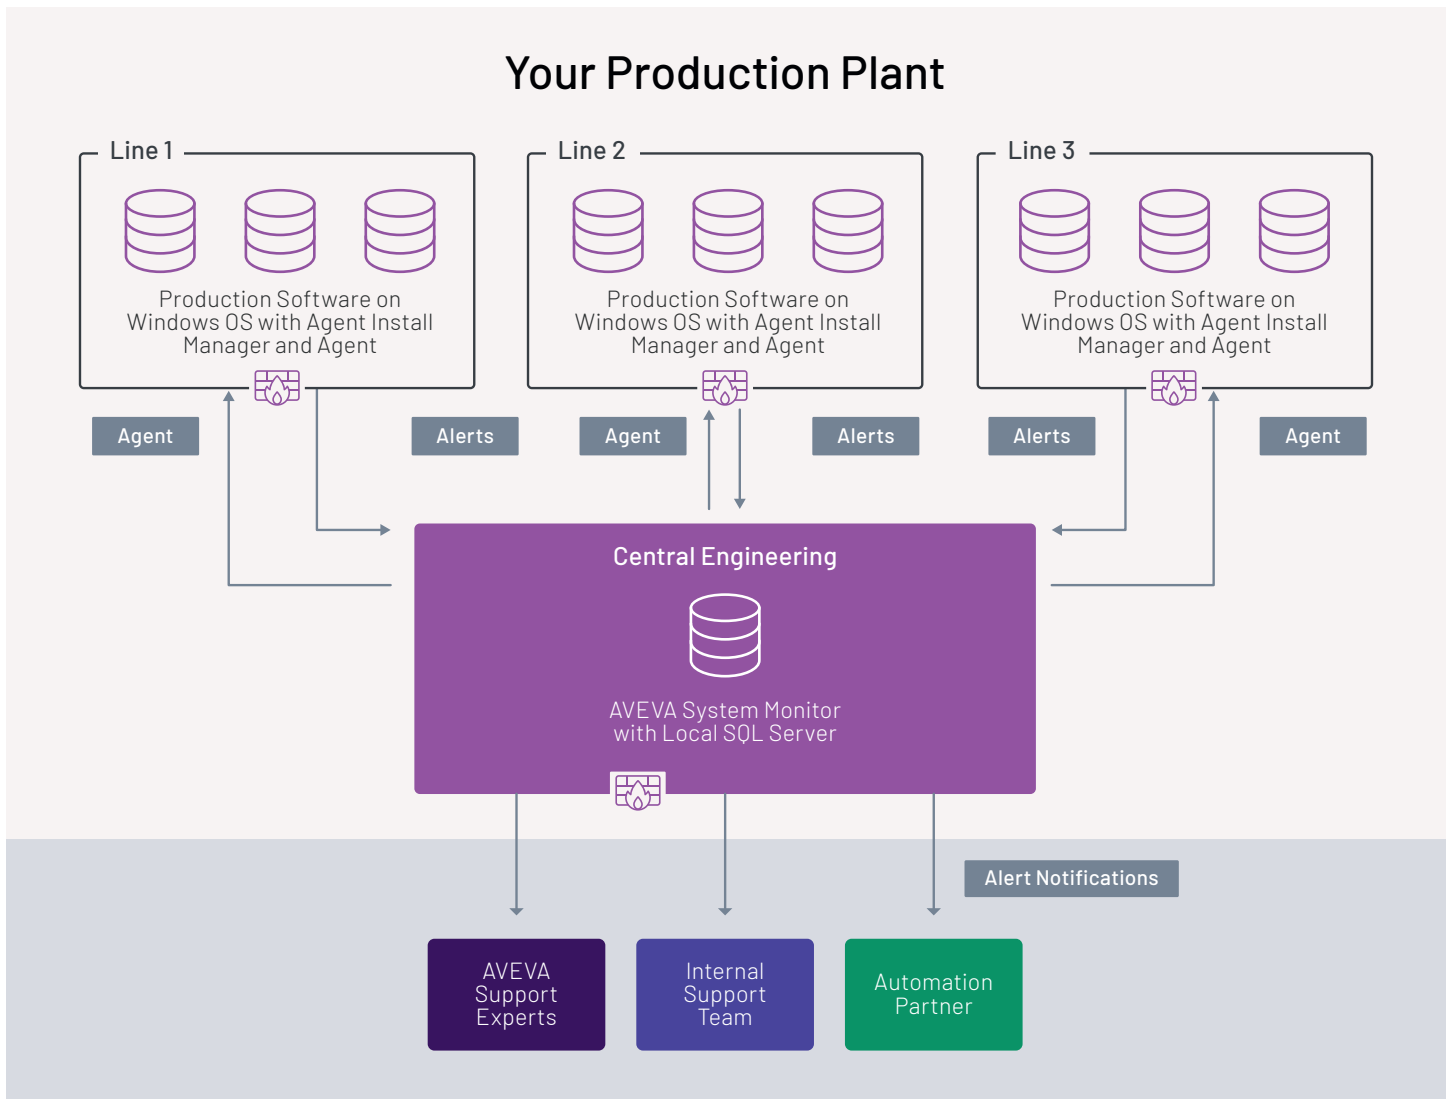 Your Production Plant
Line 1
Production Software on
Windows OS with Agent Install
Manager and Agent
Line 2
Production Software on
Windows OS with Agent Install
Manager and Agent
Line 3
Production Software on
Windows OS with Agent Install
Manager and Agent
Agent
Alerts
Agent
Alerts
Alerts
Agent
Central Engineering
AVEVA System Monitor
with Local SQL Server
Alert Notifications
AVEVA
Support
Experts
Internal
Support
Team
Automation
Partner